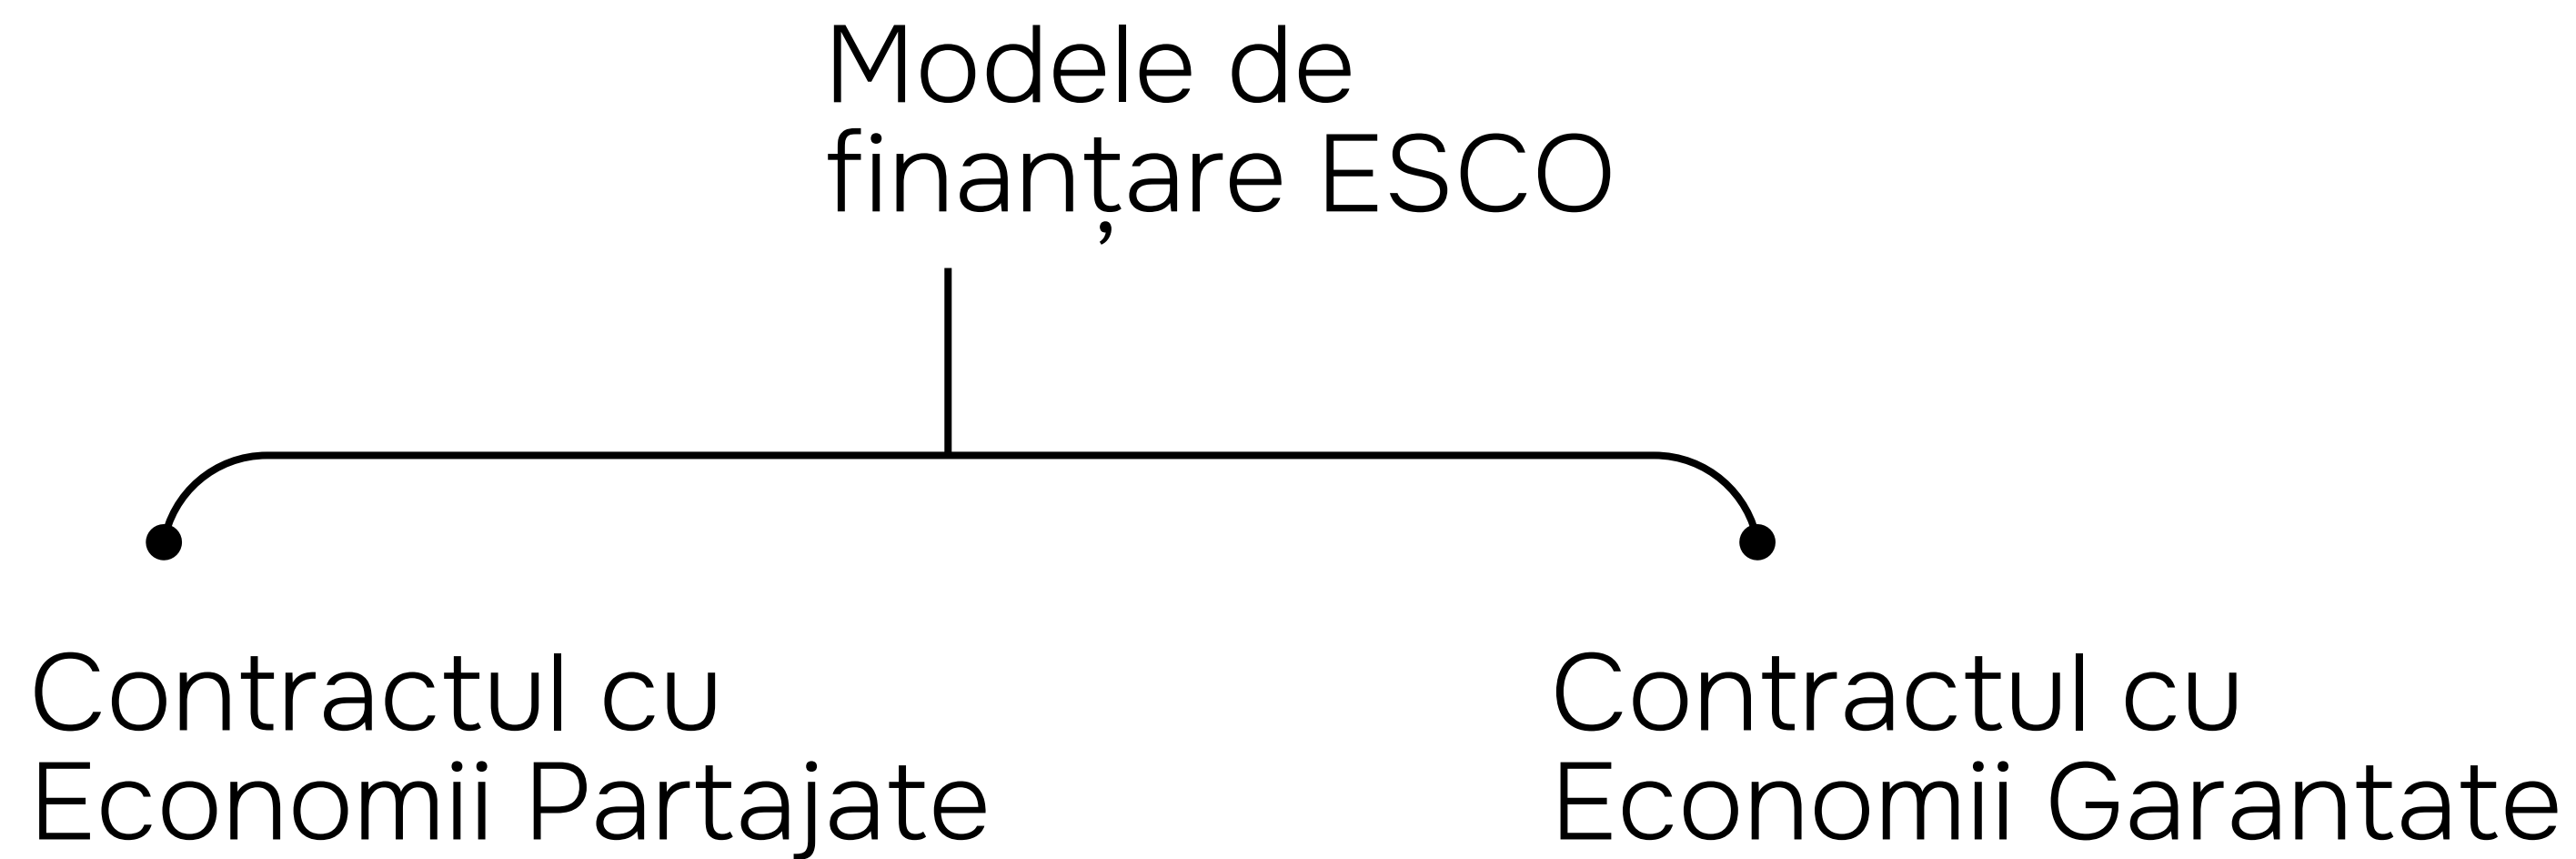 Modele de
finanțare ESCO
Contractul cu
Economii Partajate
Contractul cu
Economii Garantate